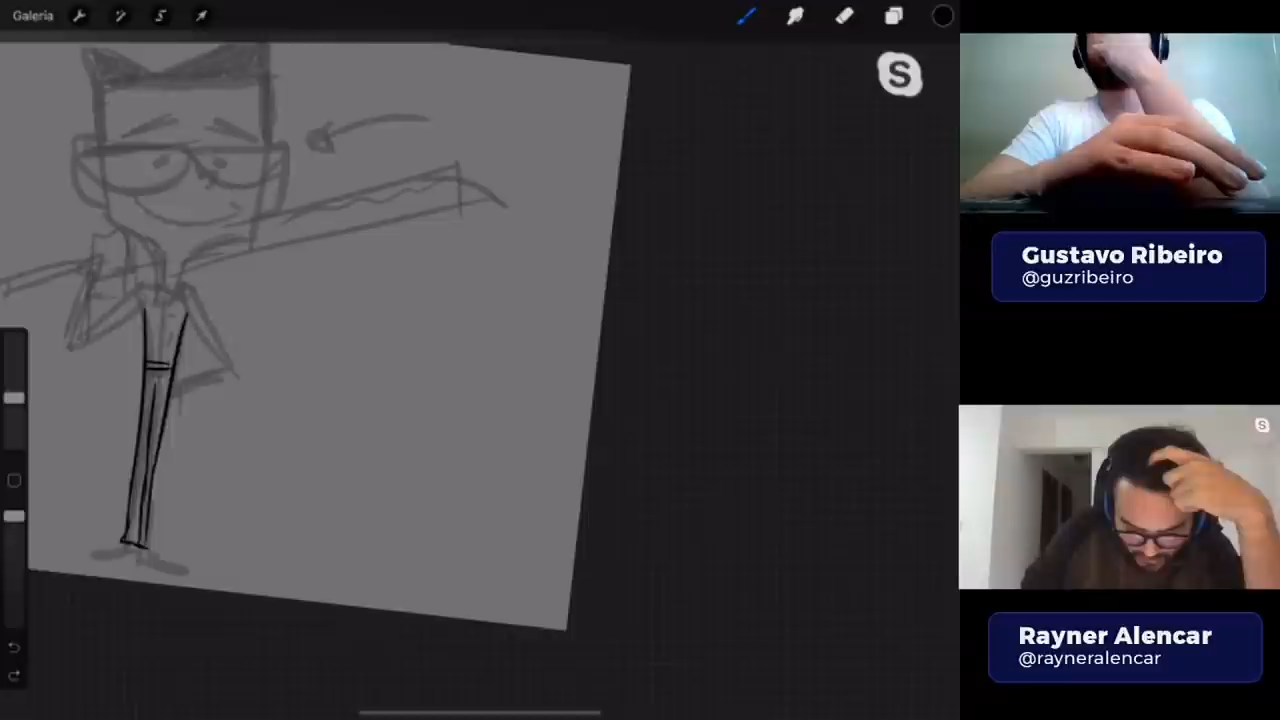 Galeria
S
Gustavo Ribeiro
@guzribeiro
S
Rayner Alencar
@rayneralencar